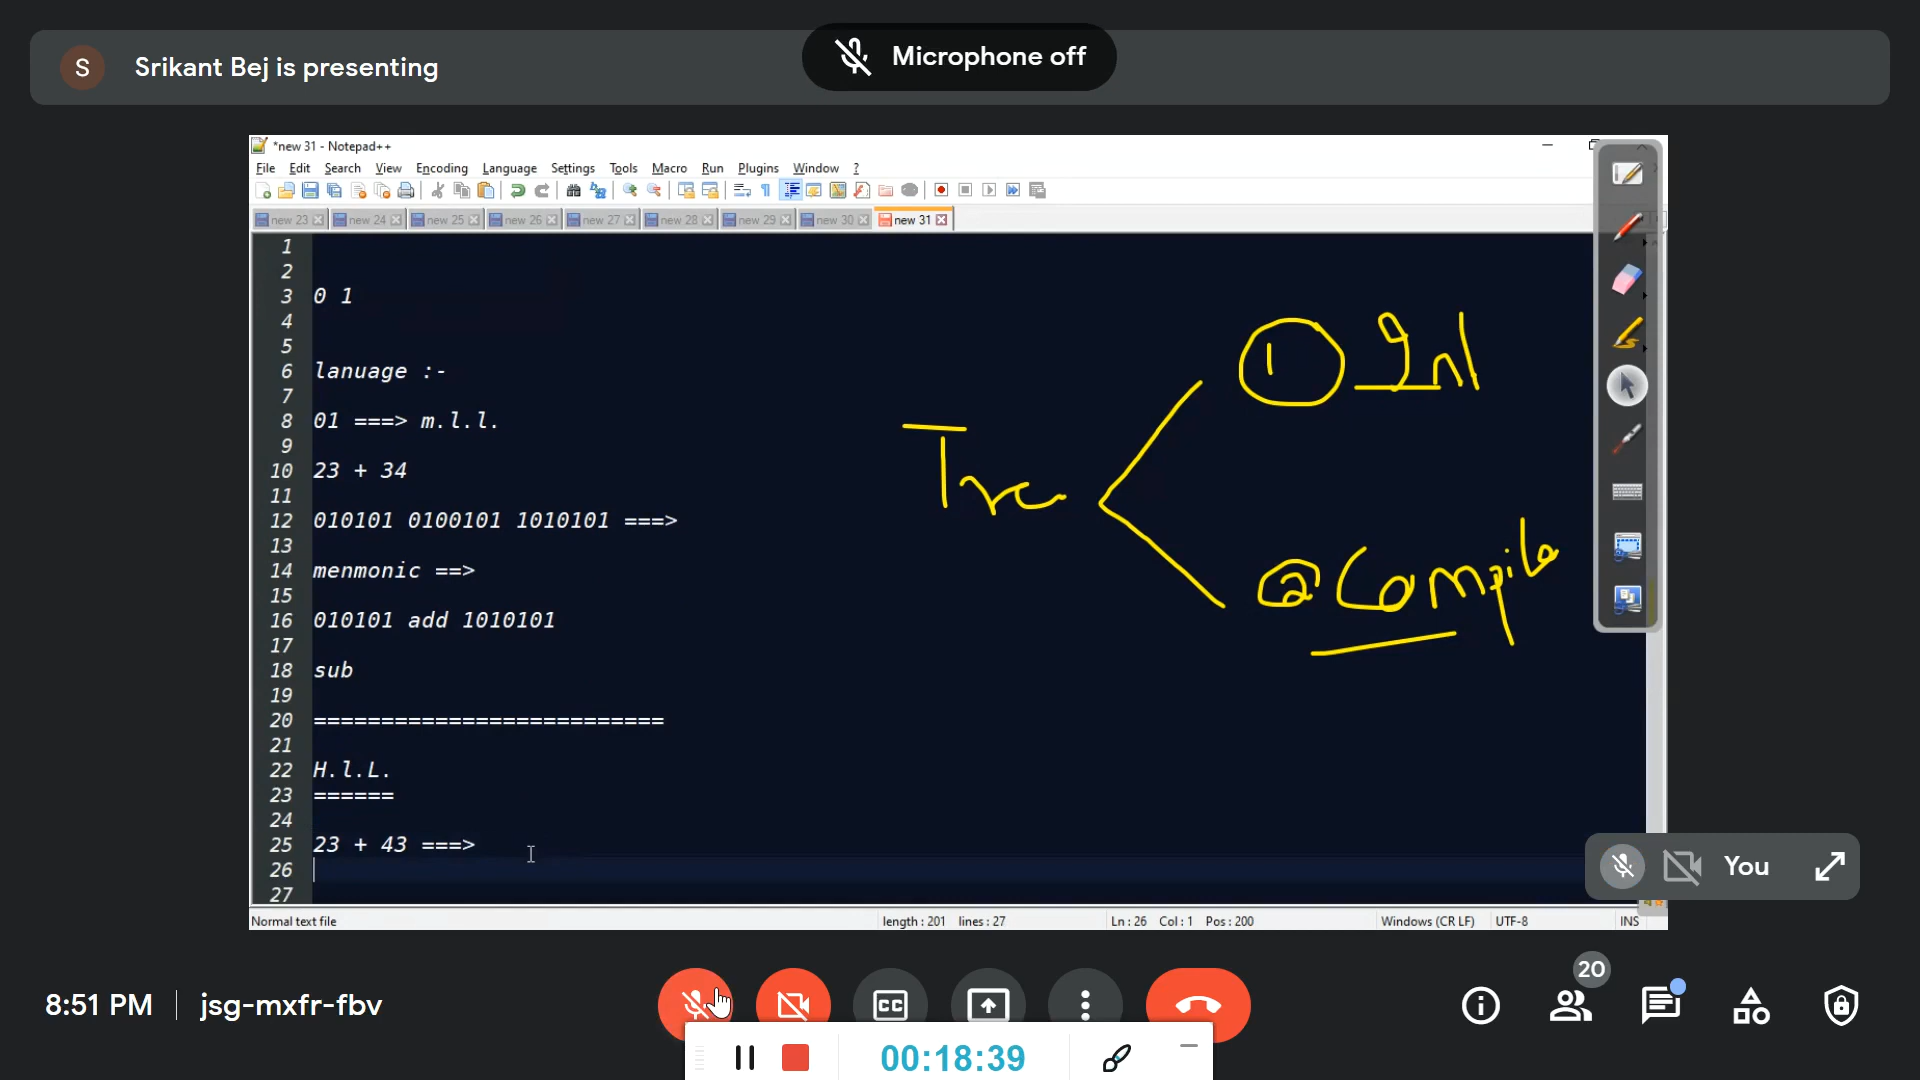 S Srikant Bej is presenting
Microphone off
*new 31 - Notepad++
File Edit Search View Encoding Language Settings Tools Macro Run Plugins Window ?
new 23 new 24 new 25 new 26 new 27 new 28 new 29 new 30 new 31
1
2
3 0 1
4
5
6 lanuage :-
7
8 01 ===> m.l.l.
9
10 23 + 34
11
12 010101 0100101 1010101 ===>
13
14 menmonic ==>
15
16 010101 add 1010101
17
18 sub
19
20 ==========================
21
22 H.l.L.
23 ======
24
25 23 + 43 ===>
26
27
1
2
Normal text file length : 201 lines : 27 Ln : 26 Col : 1 Pos : 200 Windows (CR LF) UTF-8 INS
You
8:51 PM jsg-mxfr-fbv
CC
20
00:18:39